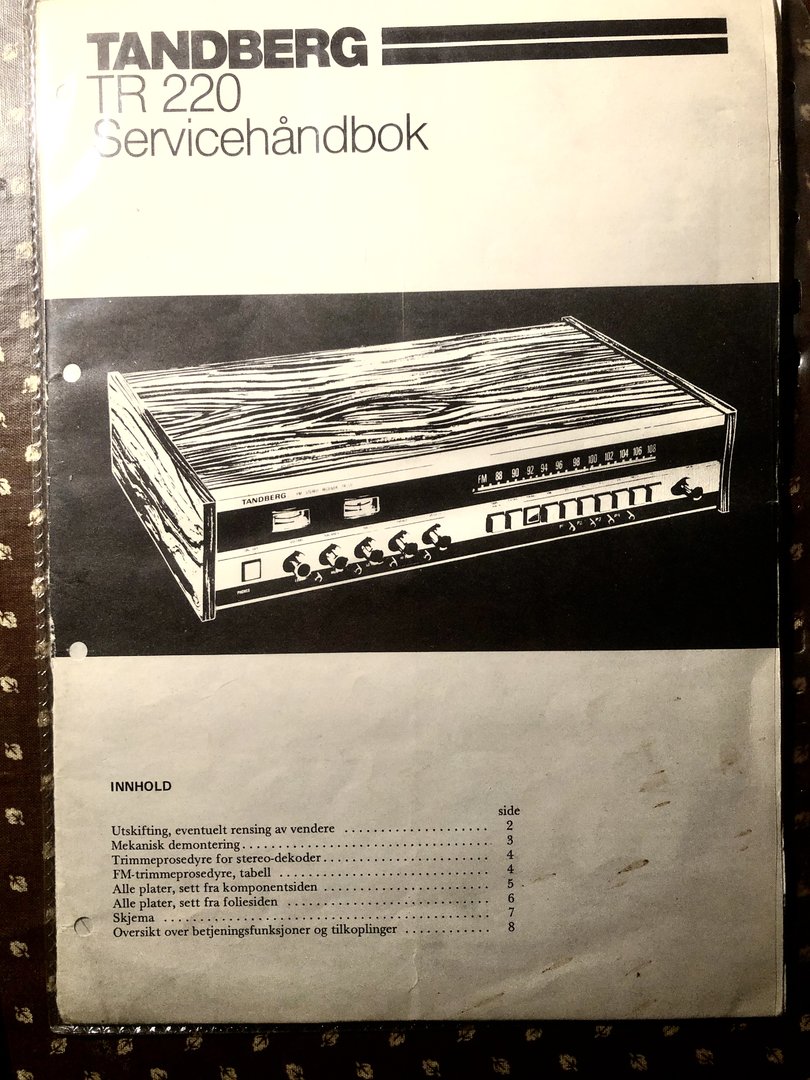 TANDBERG
TR 220
Servicehåndbok
FM 88 90 92 94 96 98 100 102 104 106 108
TANDBERG
PHONES
INNHOLD
side
Utskifting, eventuelt rensing av vendere .................... 2
Mekanisk demontering .................................. 3
Trimmeprosedyre for stereo-dekoder ....................... 4
FM-trimmeprosedyre, tabell .............................. 4
Alle plater, sett fra komponentsiden ....................... 5
Alle plater, sett fra foliesiden ............................ 6
Skjema ............................................. 7
Oversikt over betjeningsfunksjoner og tilkoplinger ............ 8